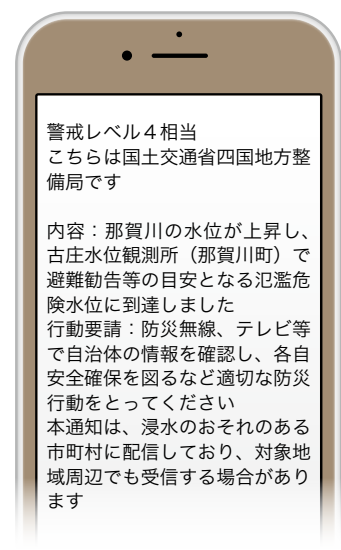 警戒レベル４相当
こちらは国土交通省四国地方整
備局です
内容：那賀川の水位が上昇し、
古庄水位観測所（那賀川町）で
避難勧告等の目安となる氾濫危
険水位に到達しました
行動要請：防災無線、テレビ等
で自治体の情報を確認し、各自
安全確保を図るなど適切な防災
行動をとってください
本通知は、浸水のおそれのある
市町村に配信しており、対象地
域周辺でも受信する場合があり
ます